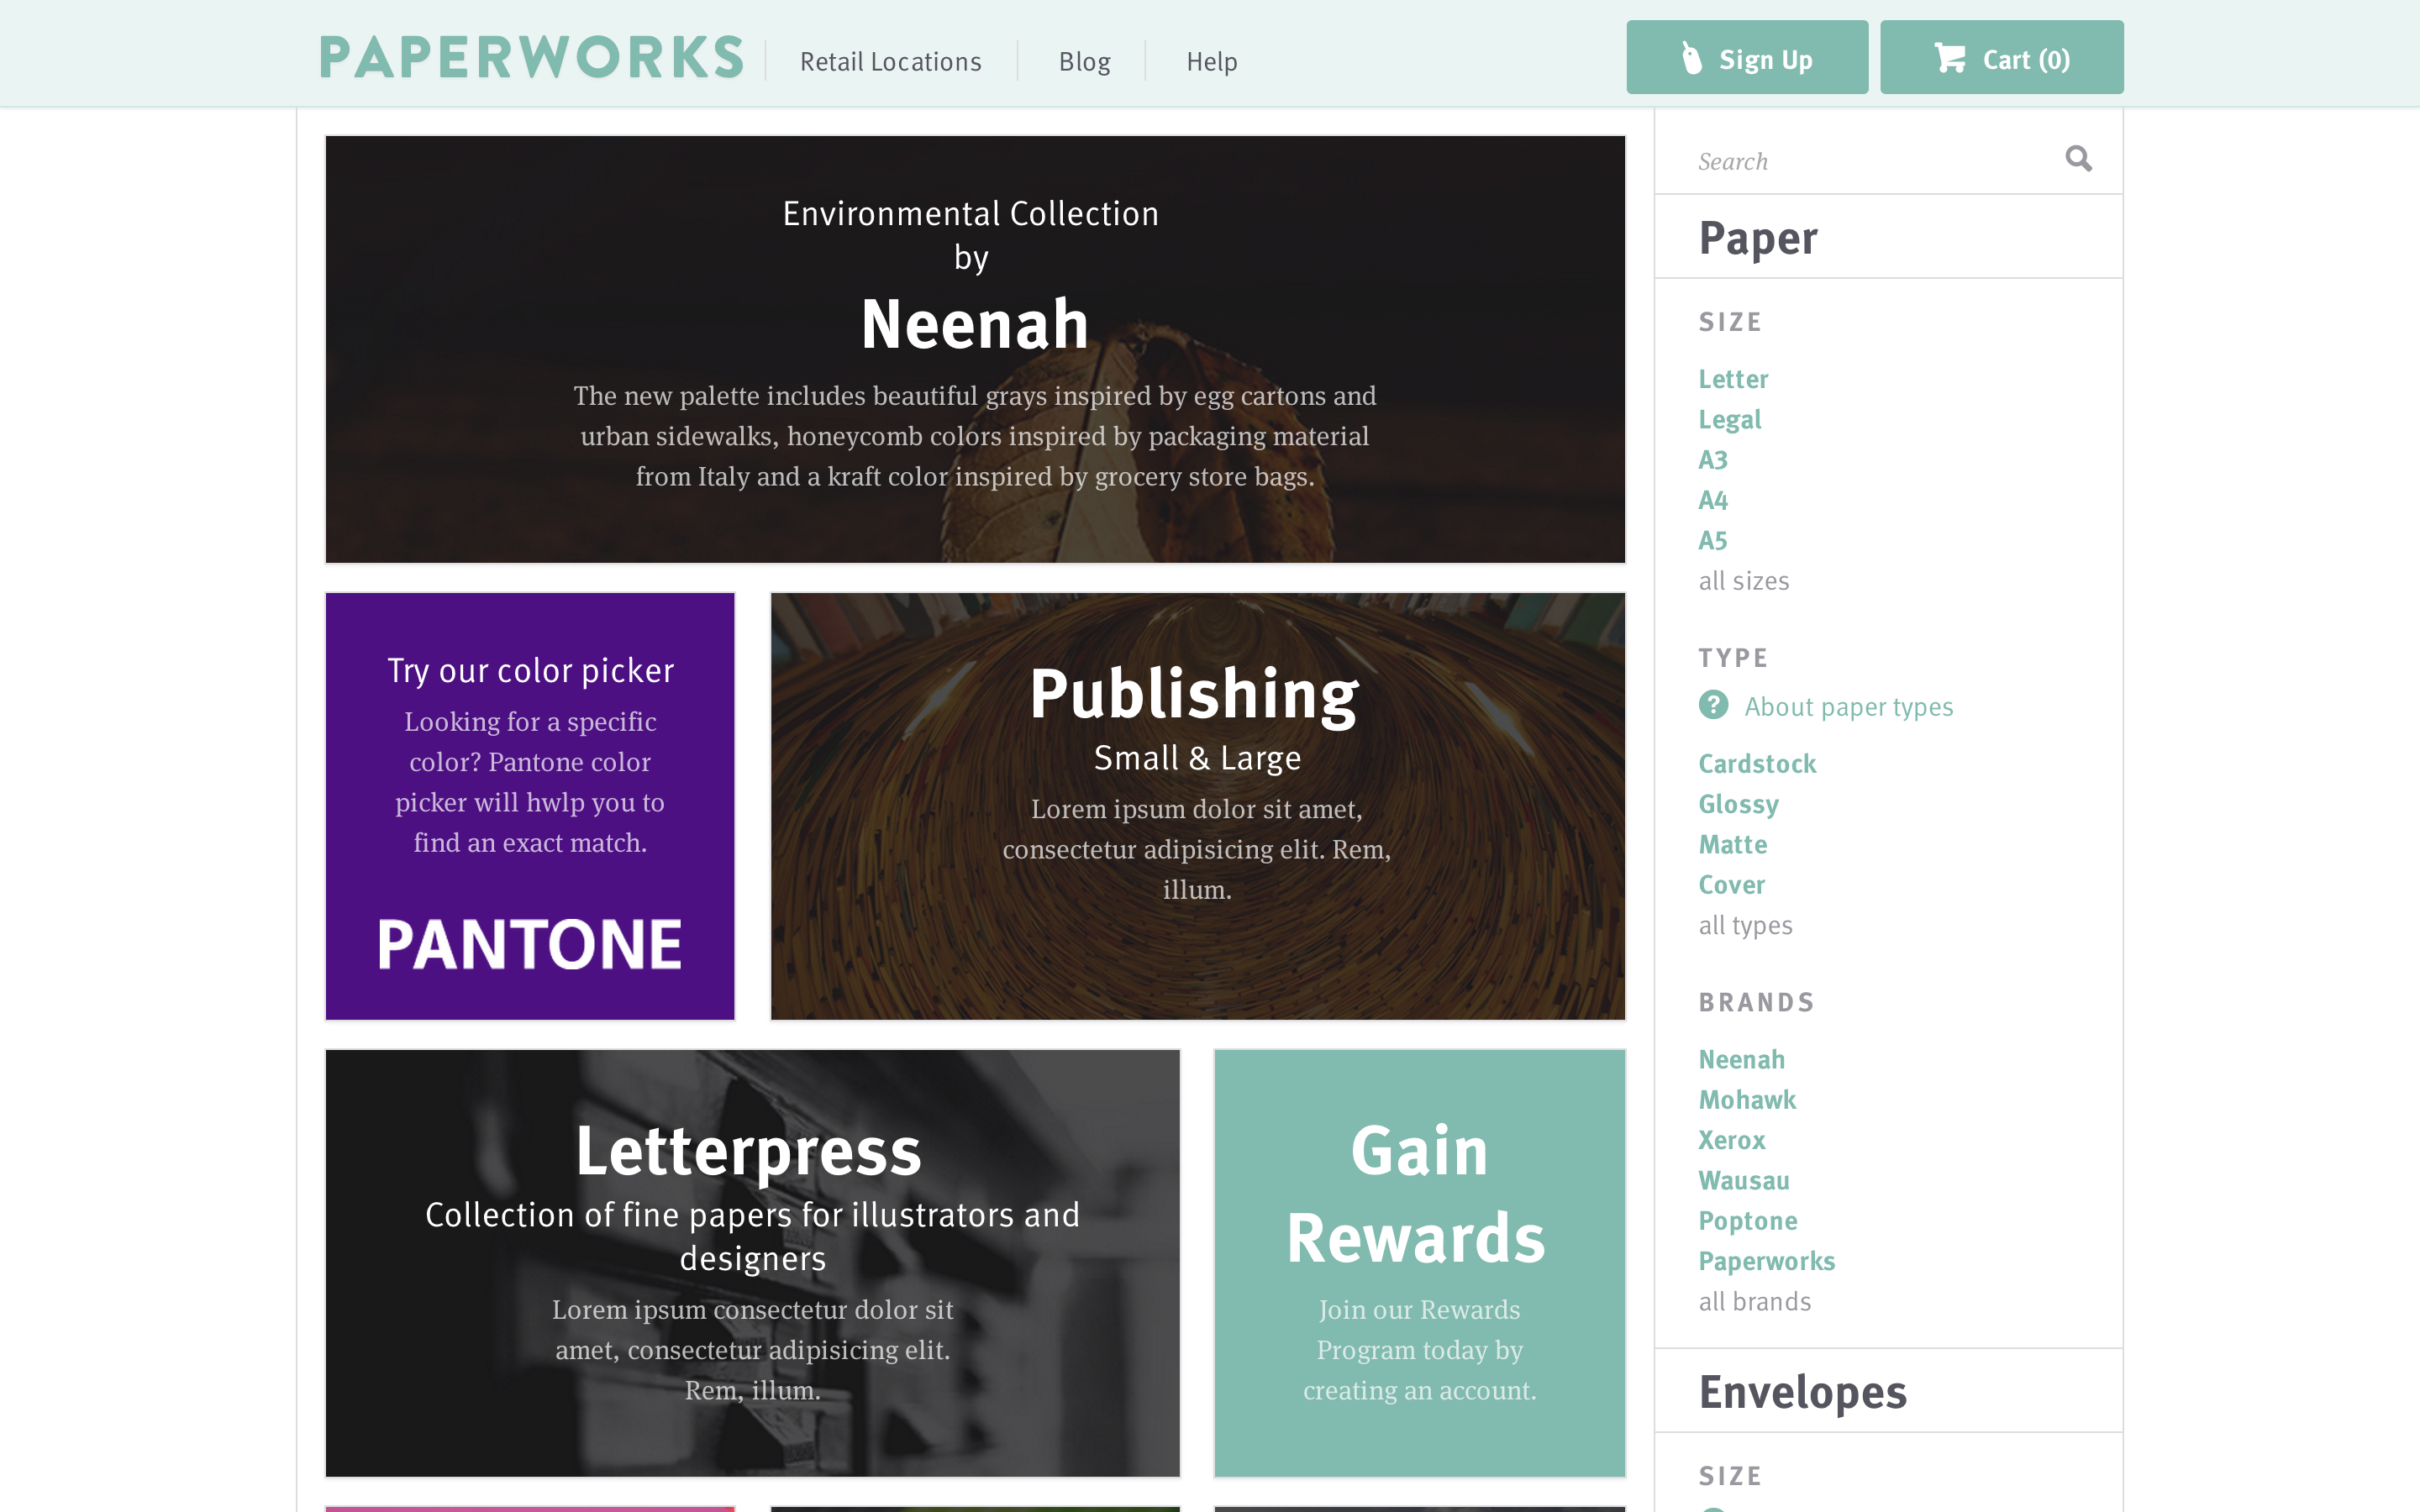 PAPERWORKS
Retail Locations
Blog
Help
Sign Up
Cart (0)
Environmental Collection
by
Neenah
The new palette includes beautiful grays inspired by egg cartons and
urban sidewalks, honeycomb colors inspired by packaging material
from Italy and a kraft color inspired by grocery store bags.
Try our color picker
Looking for a specific
color? Pantone color
picker will hwlp you to
find an exact match.
PANTONE
Publishing
Small & Large
Lorem ipsum dolor sit amet,
consectetur adipisicing elit. Rem,
illum.
Letterpress
Collection of fine papers for illustrators and
designers
Lorem ipsum consectetur dolor sit
amet, consectetur adipisicing elit.
Rem, illum.
Gain
Rewards
Join our Rewards
Program today by
creating an account.
Search
Paper
SIZE
Letter
Legal
A3
A4
A5
all sizes
TYPE
? About paper types
Cardstock
Glossy
Matte
Cover
all types
BRANDS
Neenah
Mohawk
Xerox
Wausau
Poptone
Paperworks
all brands
Envelopes
SIZE